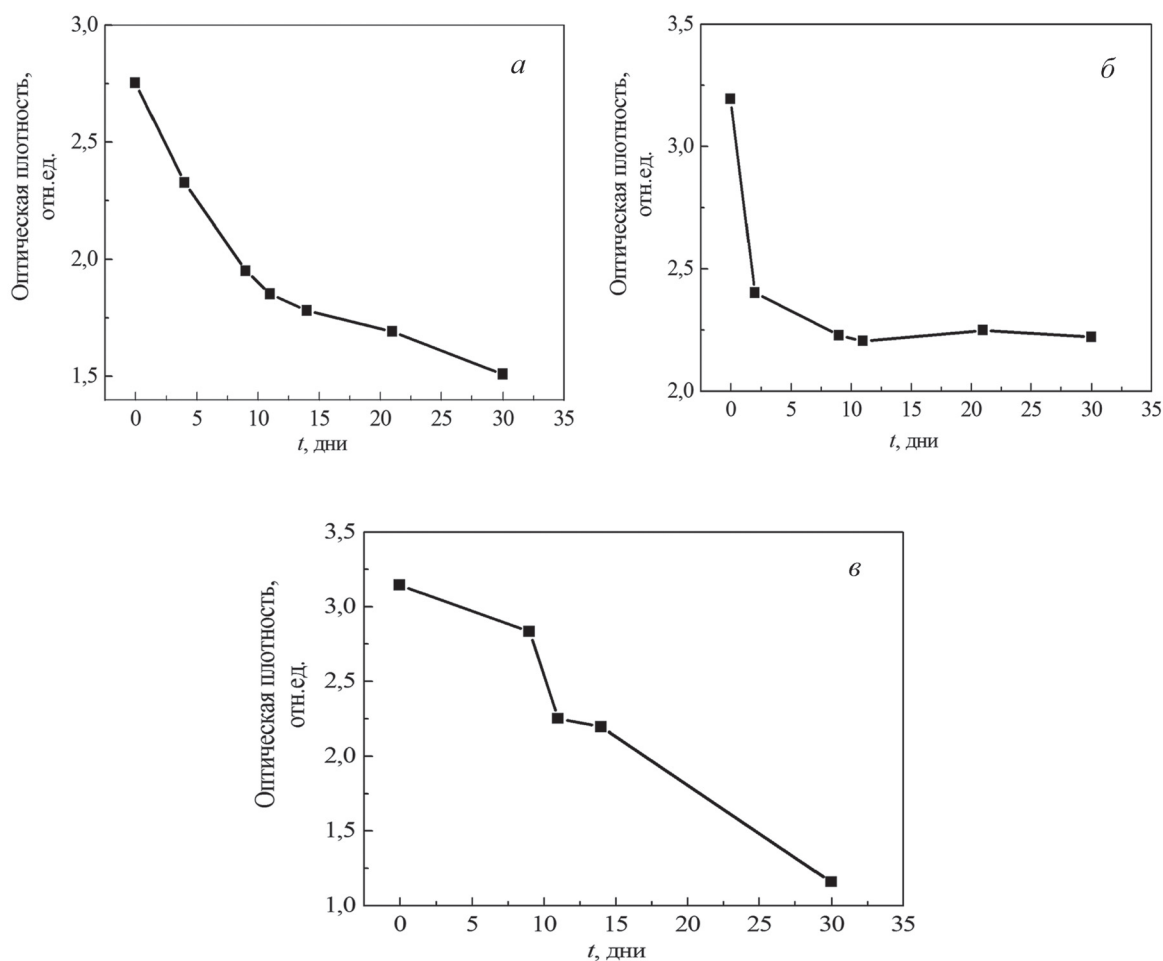 а
Оптическая плотность,
отн.ед.
3,0
2,5
2,0
1,5
0 5 10 15 20 25 30 35
t, дни
б
Оптическая плотность,
отн.ед.
3,5
3,0
2,5
2,0
0 5 10 15 20 25 30 35
t, дни
в
Оптическая плотность,
отн.ед.
3,5
3,0
2,5
2,0
1,5
1,0
0 5 10 15 20 25 30 35
t, дни